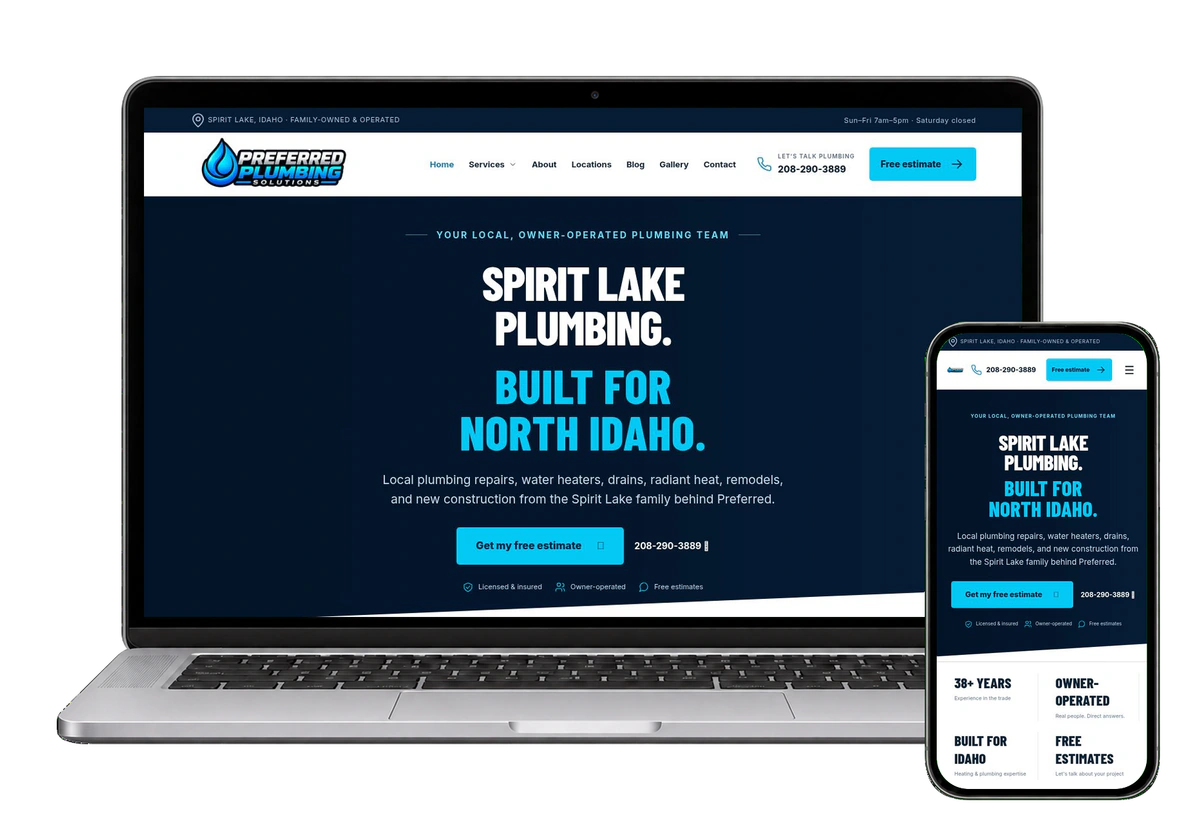 SPIRIT LAKE, IDAHO · FAMILY-OWNED & OPERATED
Sun–Fri 7am–5pm · Saturday closed
PREFERRED
PLUMBING
SOLUTIONS
Home Services About Locations Blog Gallery Contact
LET'S TALK PLUMBING
208-290-3889
Free estimate
YOUR LOCAL, OWNER-OPERATED PLUMBING TEAM
SPIRIT LAKE
PLUMBING.
BUILT FOR
NORTH IDAHO.
Local plumbing repairs, water heaters, drains, radiant heat, remodels,
and new construction from the Spirit Lake family behind Preferred.
Get my free estimate
208-290-3889
Licensed & insured Owner-operated Free estimates
SPIRIT LAKE, IDAHO · FAMILY-OWNED & OPERATED
208-290-3889
Free estimate
YOUR LOCAL, OWNER-OPERATED PLUMBING TEAM
SPIRIT LAKE
PLUMBING.
BUILT FOR
NORTH IDAHO.
Local plumbing repairs, water heaters, drains,
radiant heat, remodels, and new construction from
the Spirit Lake family behind Preferred.
Get my free estimate
208-290-3889
Licensed & insured Owner-operated Free estimates
38+ YEARS
Experience in the trade
OWNER-
OPERATED
Real people. Direct answers.
BUILT FOR
IDAHO
Heating & plumbing expertise
FREE
ESTIMATES
Let's talk about your project